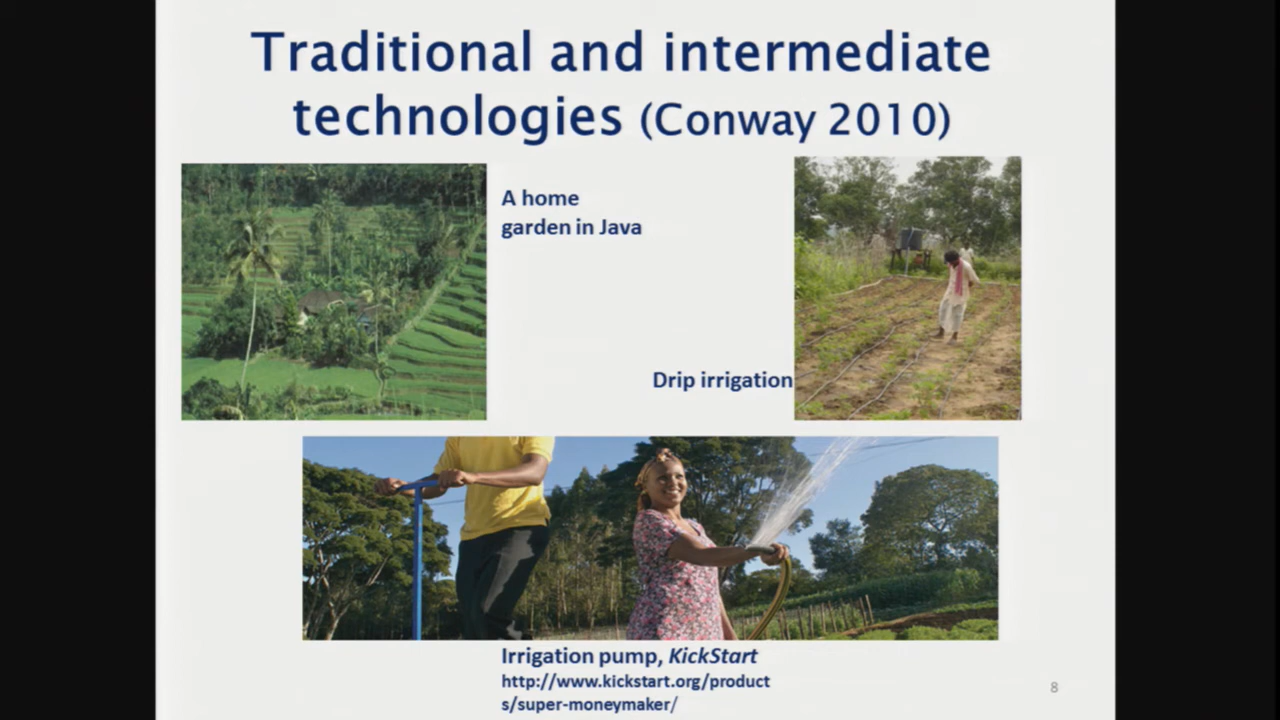 Traditional and intermediate
technologies (Conway 2010)
A home
garden in Java
Drip irrigation
Irrigation pump, KickStart
http://www.kickstart.org/product
s/super-moneymaker/
8